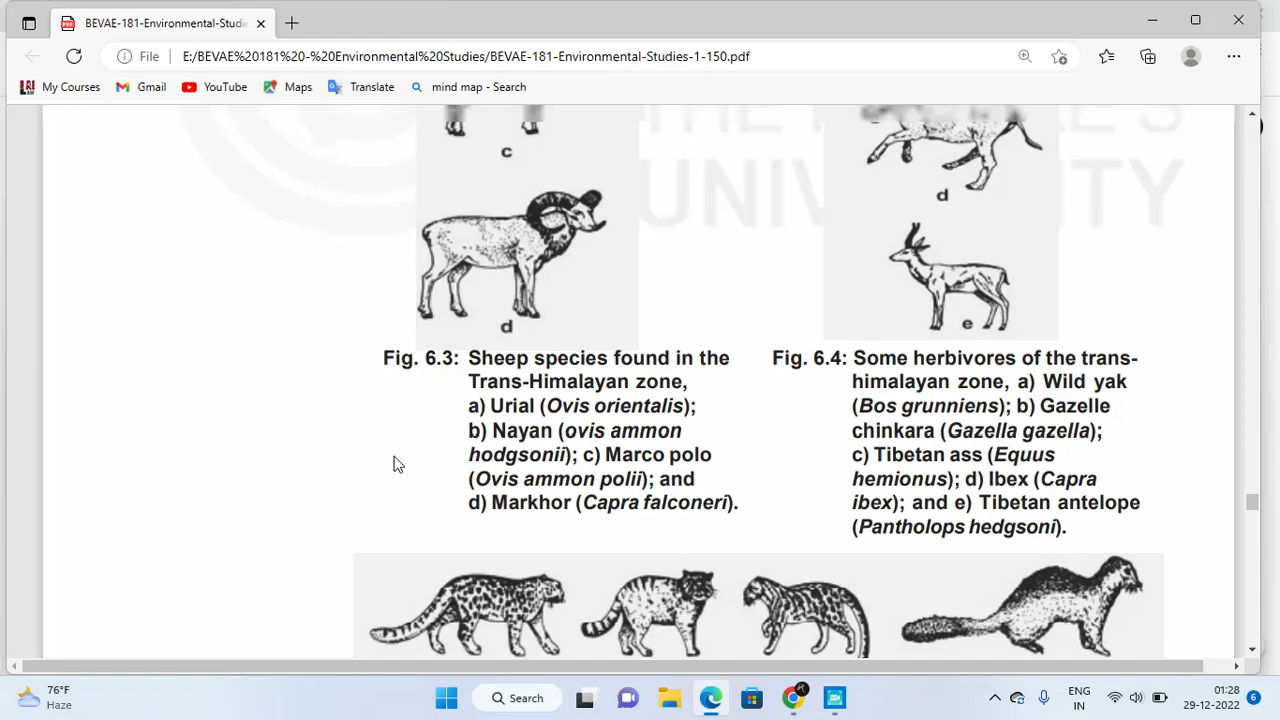 BEVAE-181-Environmental-Studi
File
E:/BEVAE%20181%20-%20Environmental%20Studies/BEVAE-181-Environmental-Studies-1-150.pdf
My Courses
Gmail
YouTube
Maps
Translate
mind map - Search
UNIVERSITY
c
d
d
e
Fig. 6.3: Sheep species found in the
Trans-Himalayan zone,
a) Urial (Ovis orientalis);
b) Nayan (ovis ammon
hodgsonii); c) Marco polo
(Ovis ammon polii); and
d) Markhor (Capra falconeri).
Fig. 6.4: Some herbivores of the trans-
himalayan zone, a) Wild yak
(Bos grunniens); b) Gazelle
chinkara (Gazella gazella);
c) Tibetan ass (Equus
hemionus); d) Ibex (Capra
ibex); and e) Tibetan antelope
(Pantholops hedgsoni).
76°F
Haze
Search
ENG
IN
01:28
29-12-2022
6